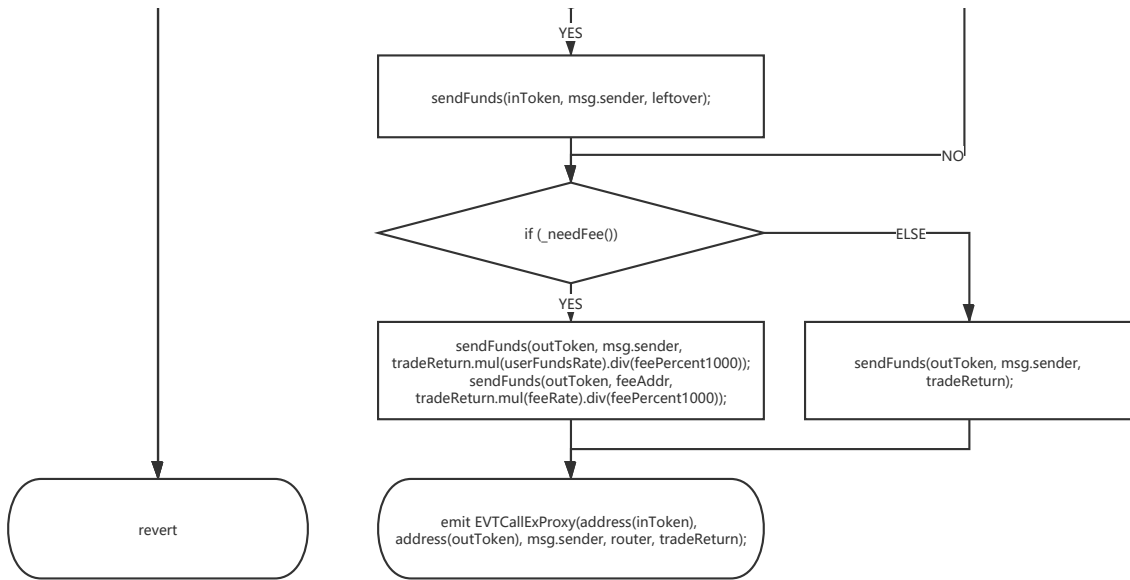 YES
sendFunds(inToken, msg.sender, leftover);
NO
if (_needFee())
ELSE
YES
sendFunds(outToken, msg.sender,
tradeReturn.mul(userFundsRate).div(feePercent1000));
sendFunds(outToken, feeAddr,
tradeReturn.mul(feeRate).div(feePercent1000));
sendFunds(outToken, msg.sender,
tradeReturn);
revert
emit EVTCallExProxy(address(inToken),
address(outToken), msg.sender, router, tradeReturn);